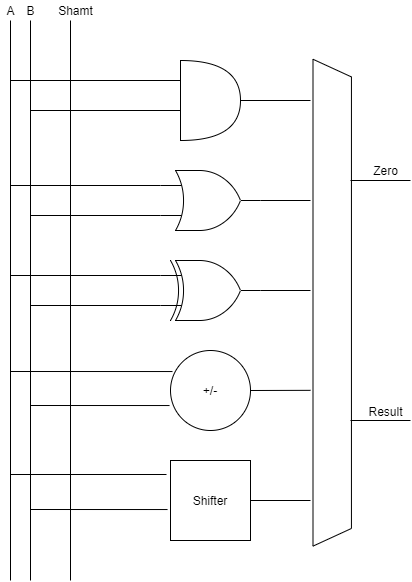 A B Shamt
Zero
+/-
Result
Shifter